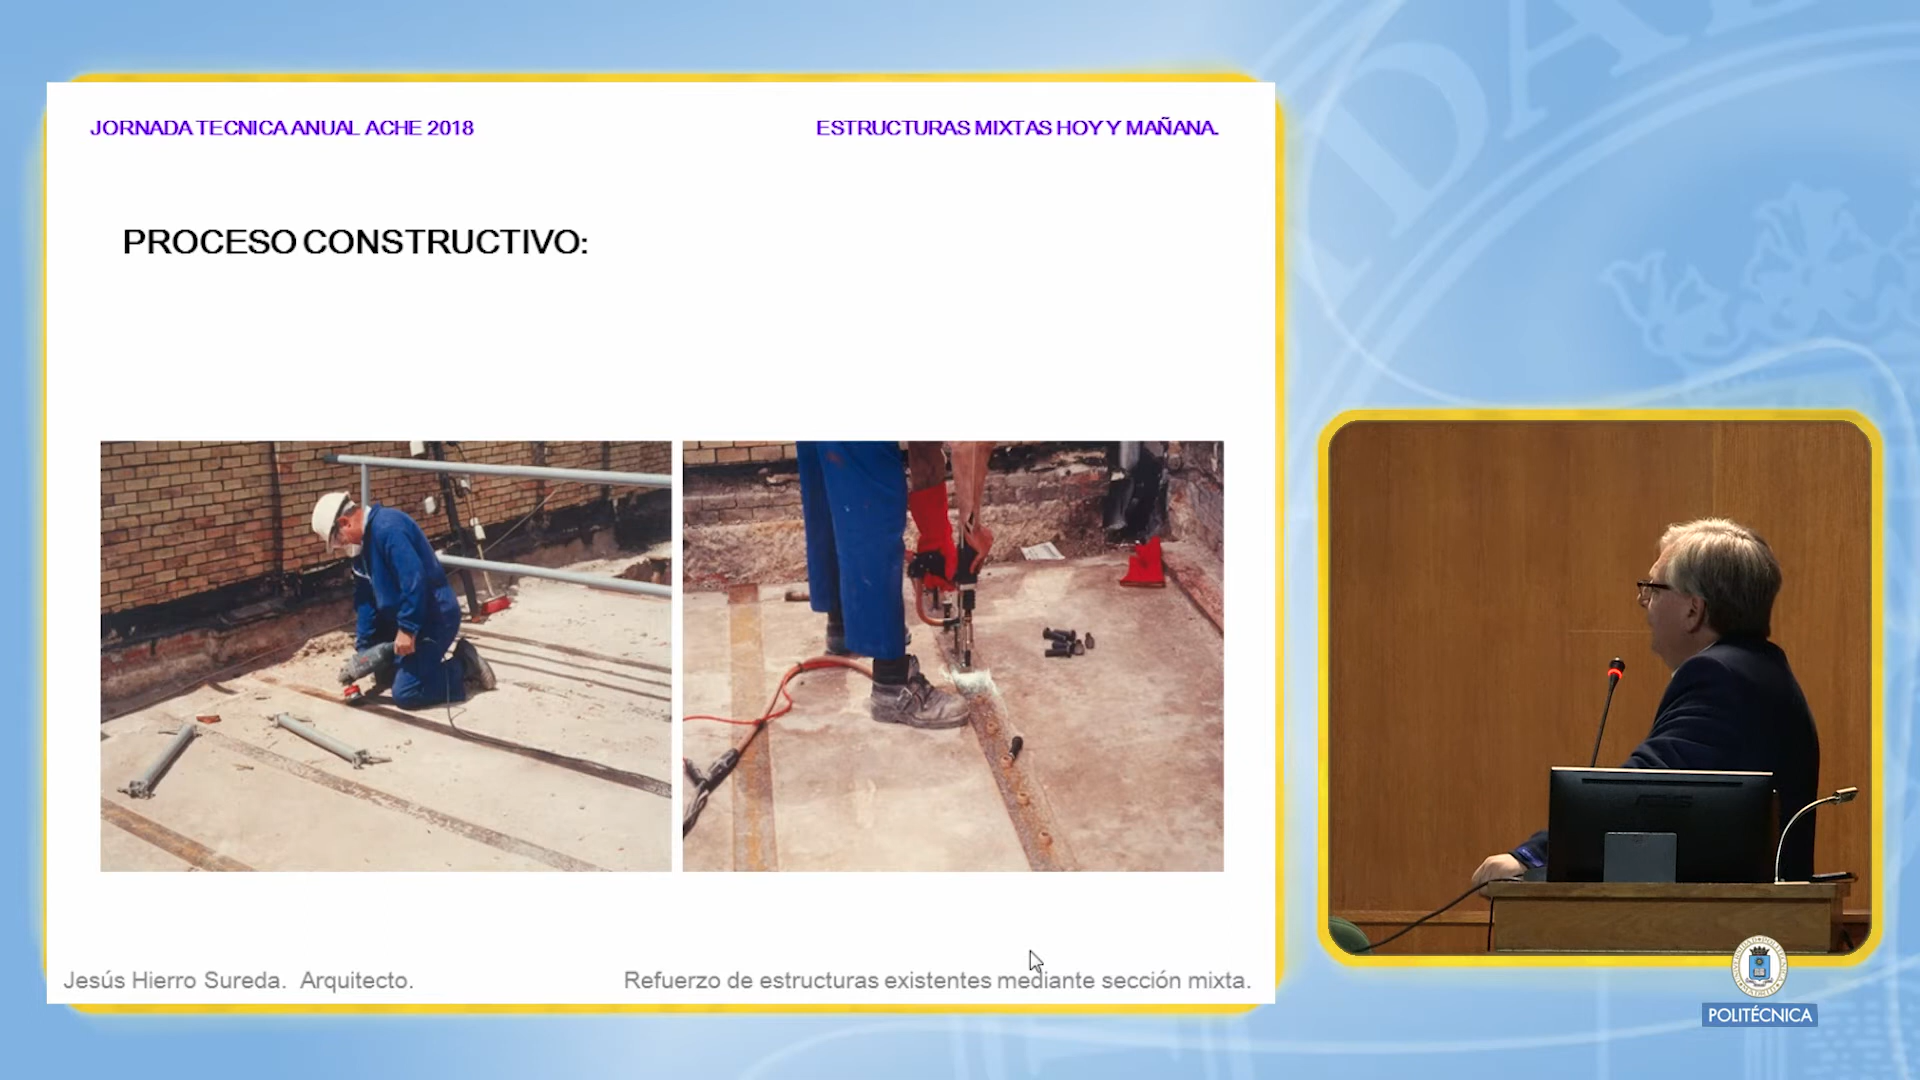 JORNADA TECNICA ANUAL ACHE 2018
ESTRUCTURAS MIXTAS HOY Y MAÑANA.
PROCESO CONSTRUCTIVO:
Jesús Hierro Sureda. Arquitecto.
Refuerzo de estructuras existentes mediante sección mixta.
POLITÉCNICA